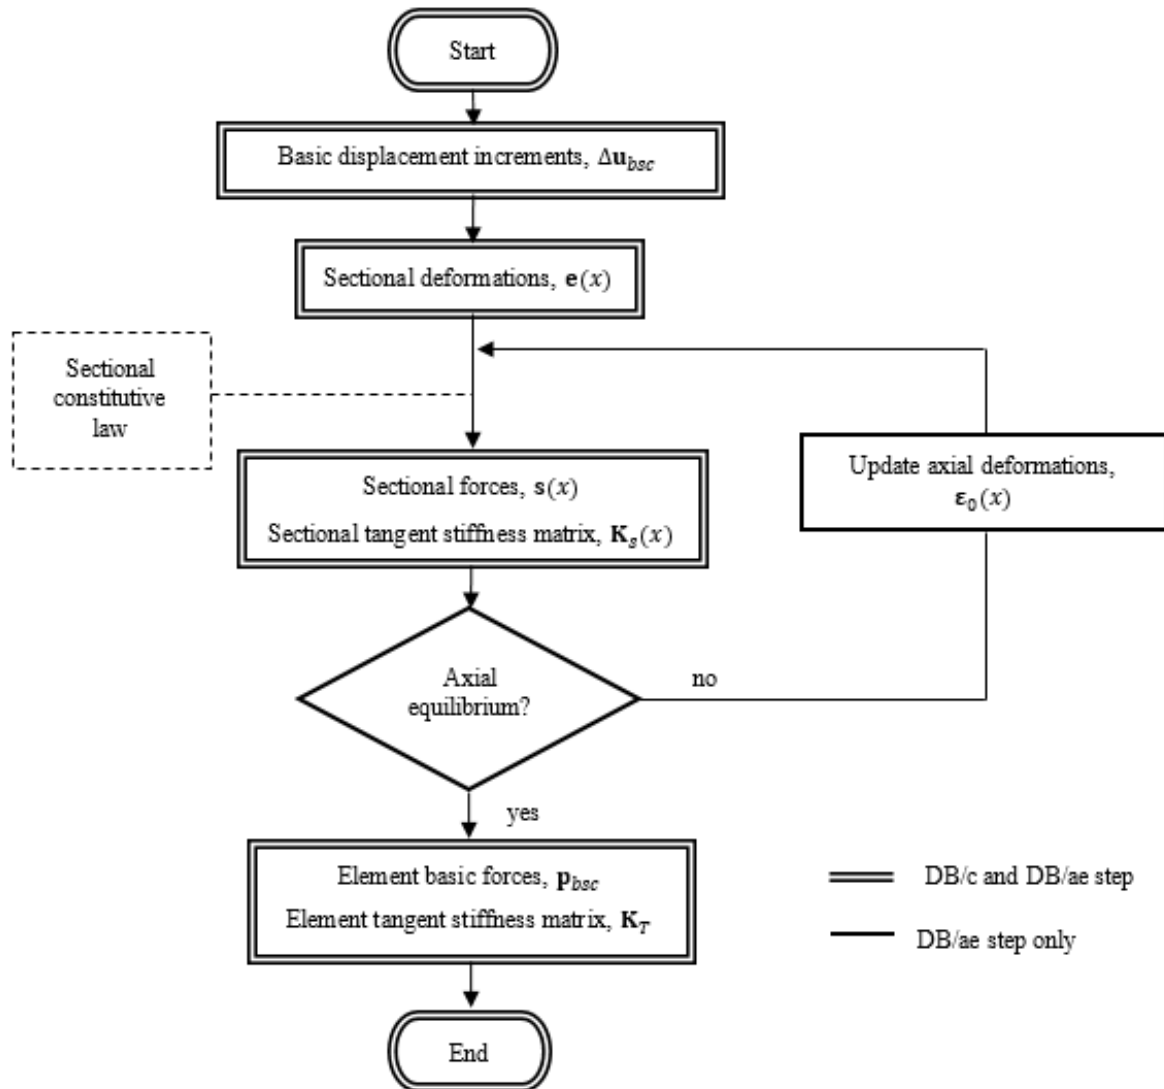 Start
Basic displacement increments, Δu_bsc
Sectional deformations, e(x)
Sectional
constitutive
law
Sectional forces, s(x)
Sectional tangent stiffness matrix, K_s(x)
Update axial deformations,
ε₀(x)
Axial
equilibrium?
no
yes
Element basic forces, p_bsc
Element tangent stiffness matrix, K_T
DB/c and DB/ae step
DB/ae step only
End